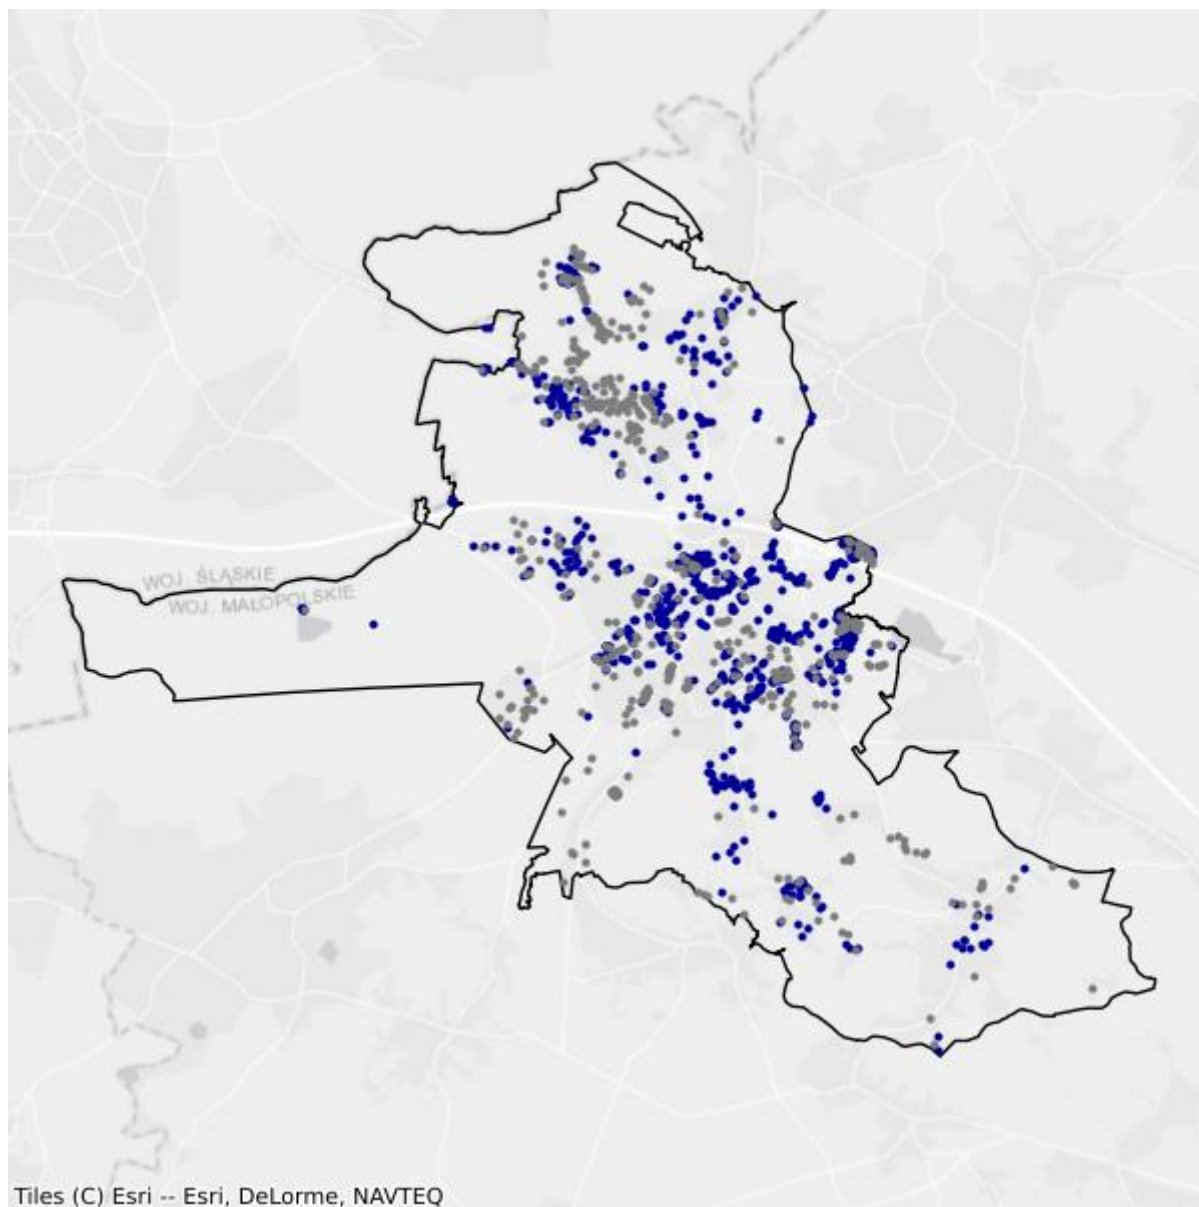 WOJ. ŚLĄSKIE
WOJ. MAŁOPOLSKIE
Tiles (C) Esri -- Esri, DeLorme, NAVTEQ